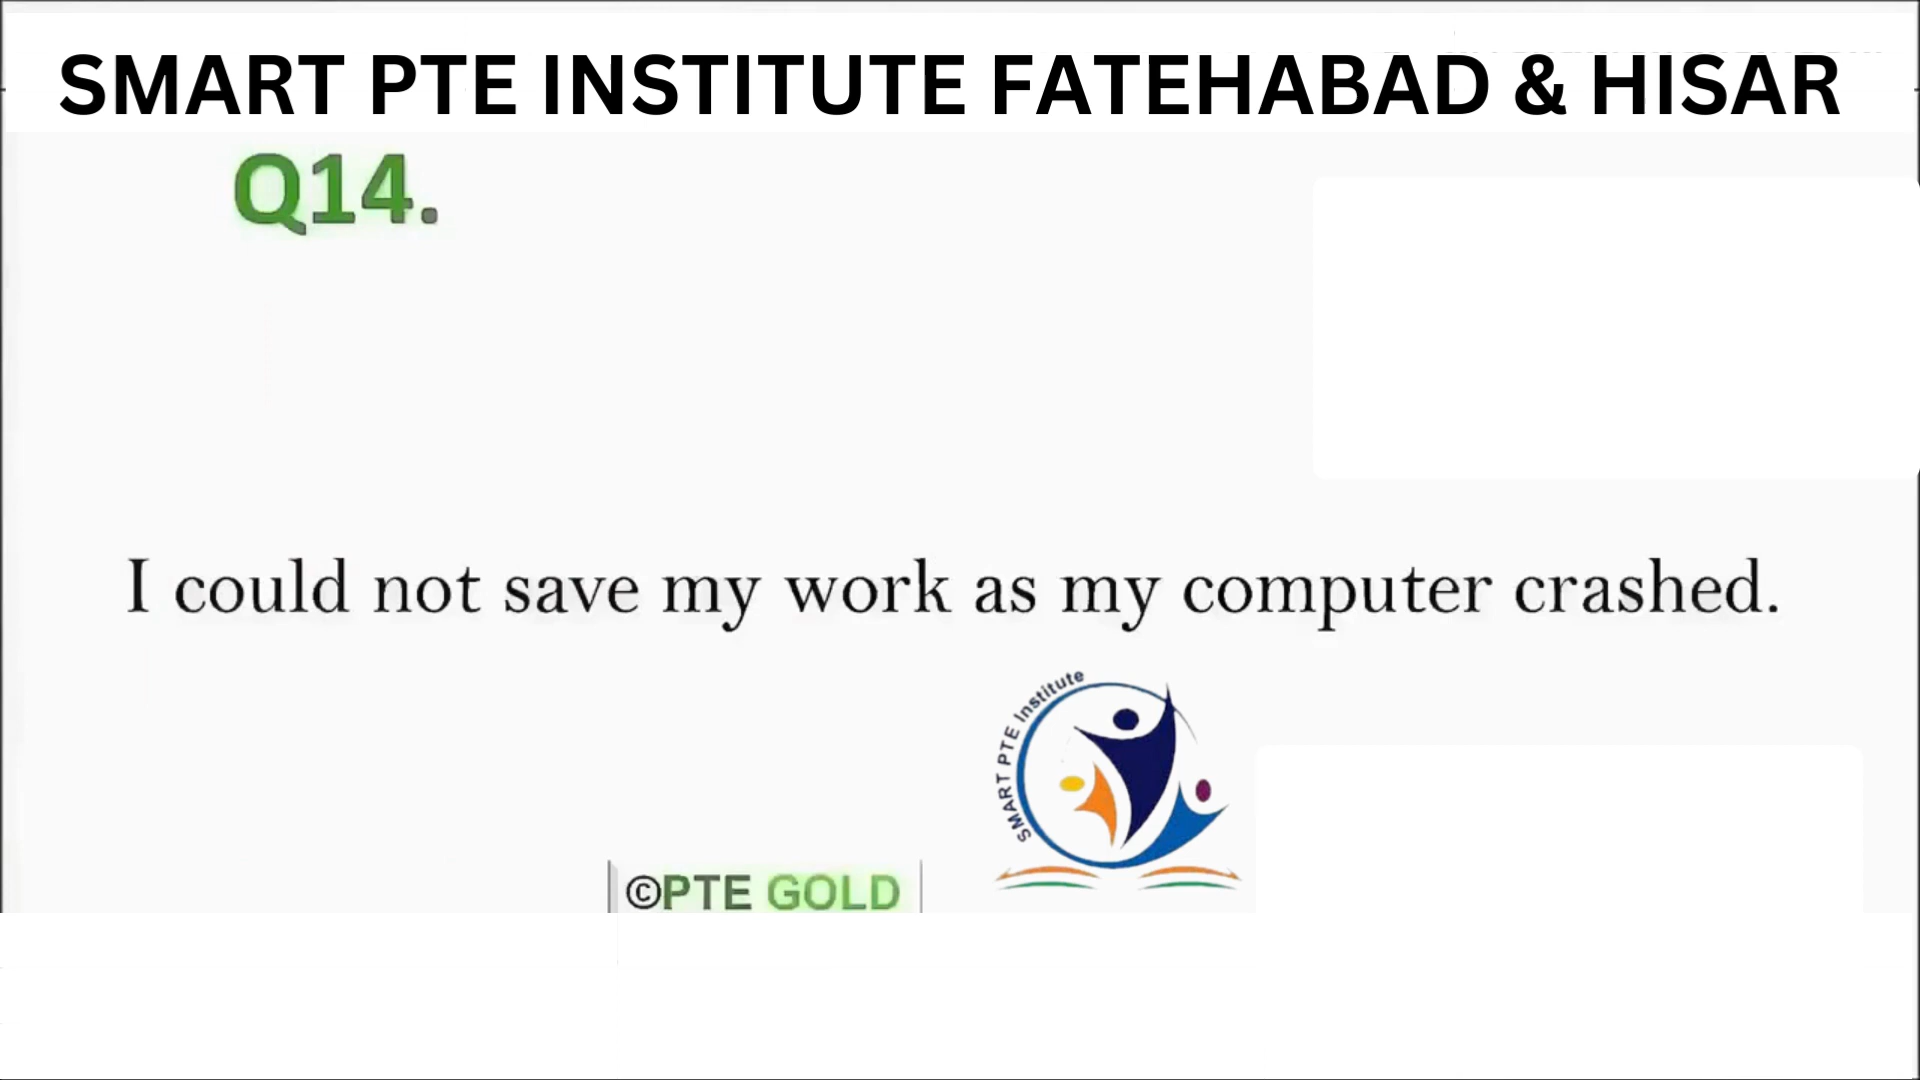 SMART PTE INSTITUTE FATEHABAD & HISAR
Q14.
I could not save my work as my computer crashed.
SMART PTE Institute
©PTE GOLD